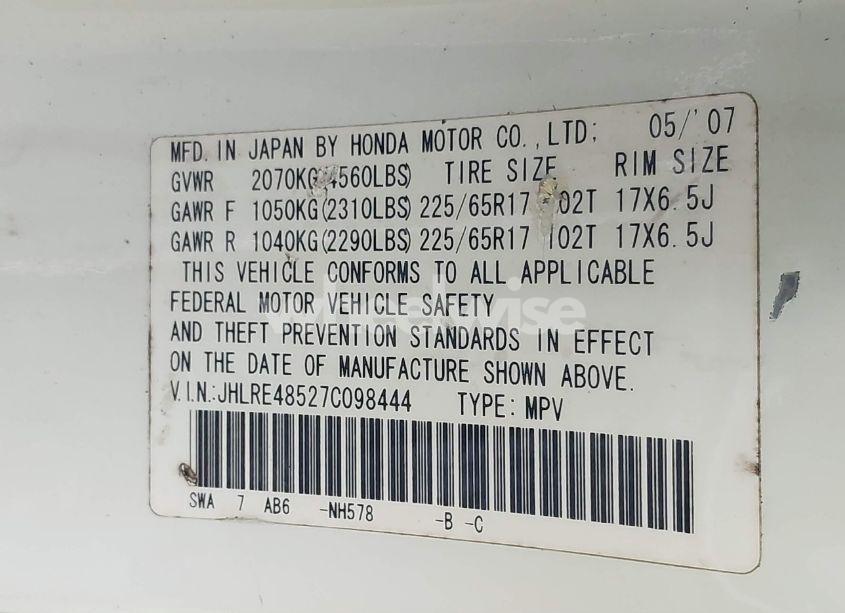 MFD. IN JAPAN BY HONDA MOTOR CO.,LTD; 05/'07
GVWR 2070KG(4560LBS) TIRE SIZE RIM SIZE
GAWR F 1050KG(2310LBS) 225/65R17 102T 17X6.5J
GAWR R 1040KG(2290LBS) 225/65R17 102T 17X6.5J
THIS VEHICLE CONFORMS TO ALL APPLICABLE
FEDERAL MOTOR VEHICLE SAFETY
wheelwise
AND THEFT PREVENTION STANDARDS IN EFFECT
ON THE DATE OF MANUFACTURE SHOWN ABOVE.
V.I.N.:JHLRE48527C098444 TYPE: MPV
SWA 7 AB6 -NH578 -B -C